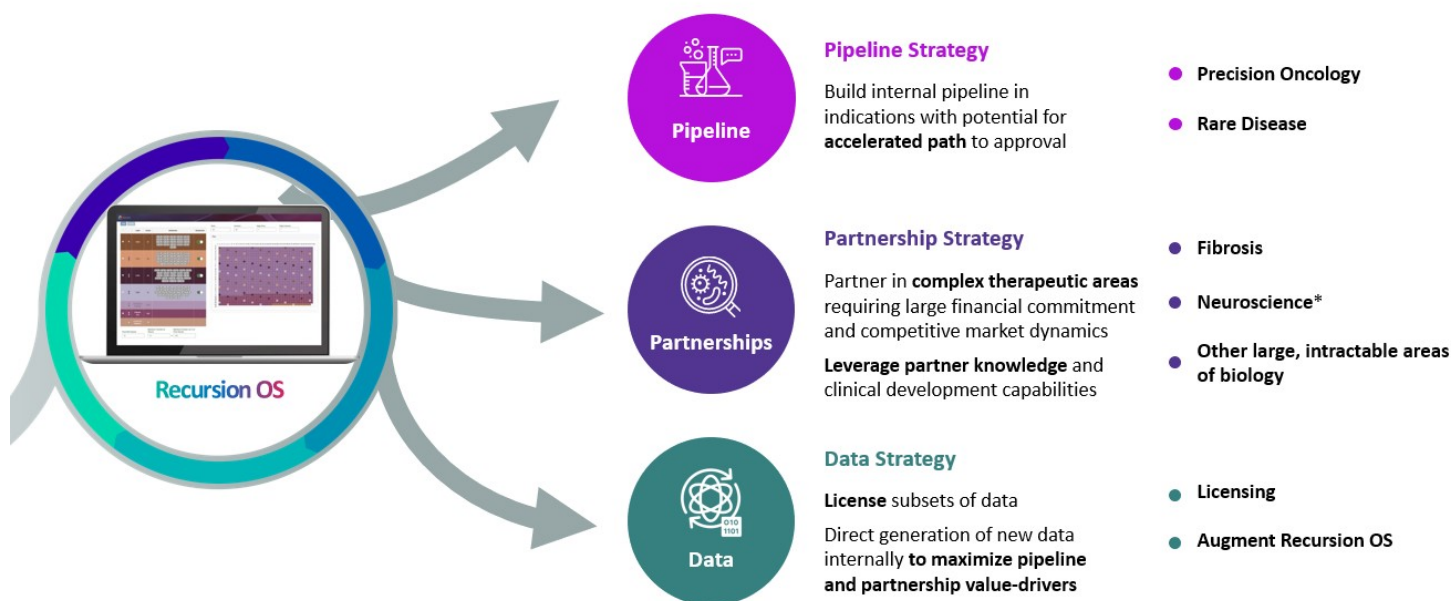 Pipeline Strategy
Build internal pipeline in
indications with potential for
accelerated path to approval
Pipeline
Precision Oncology
Rare Disease
Recursion OS
Partnership Strategy
Partner in complex therapeutic areas
requiring large financial commitment
and competitive market dynamics
Leverage partner knowledge and
clinical development capabilities
Partnerships
Fibrosis
Neuroscience*
Other large, intractable areas
of biology
Data Strategy
License subsets of data
Direct generation of new data
internally to maximize pipeline
and partnership value-drivers
010
1101
Data
Licensing
Augment Recursion OS